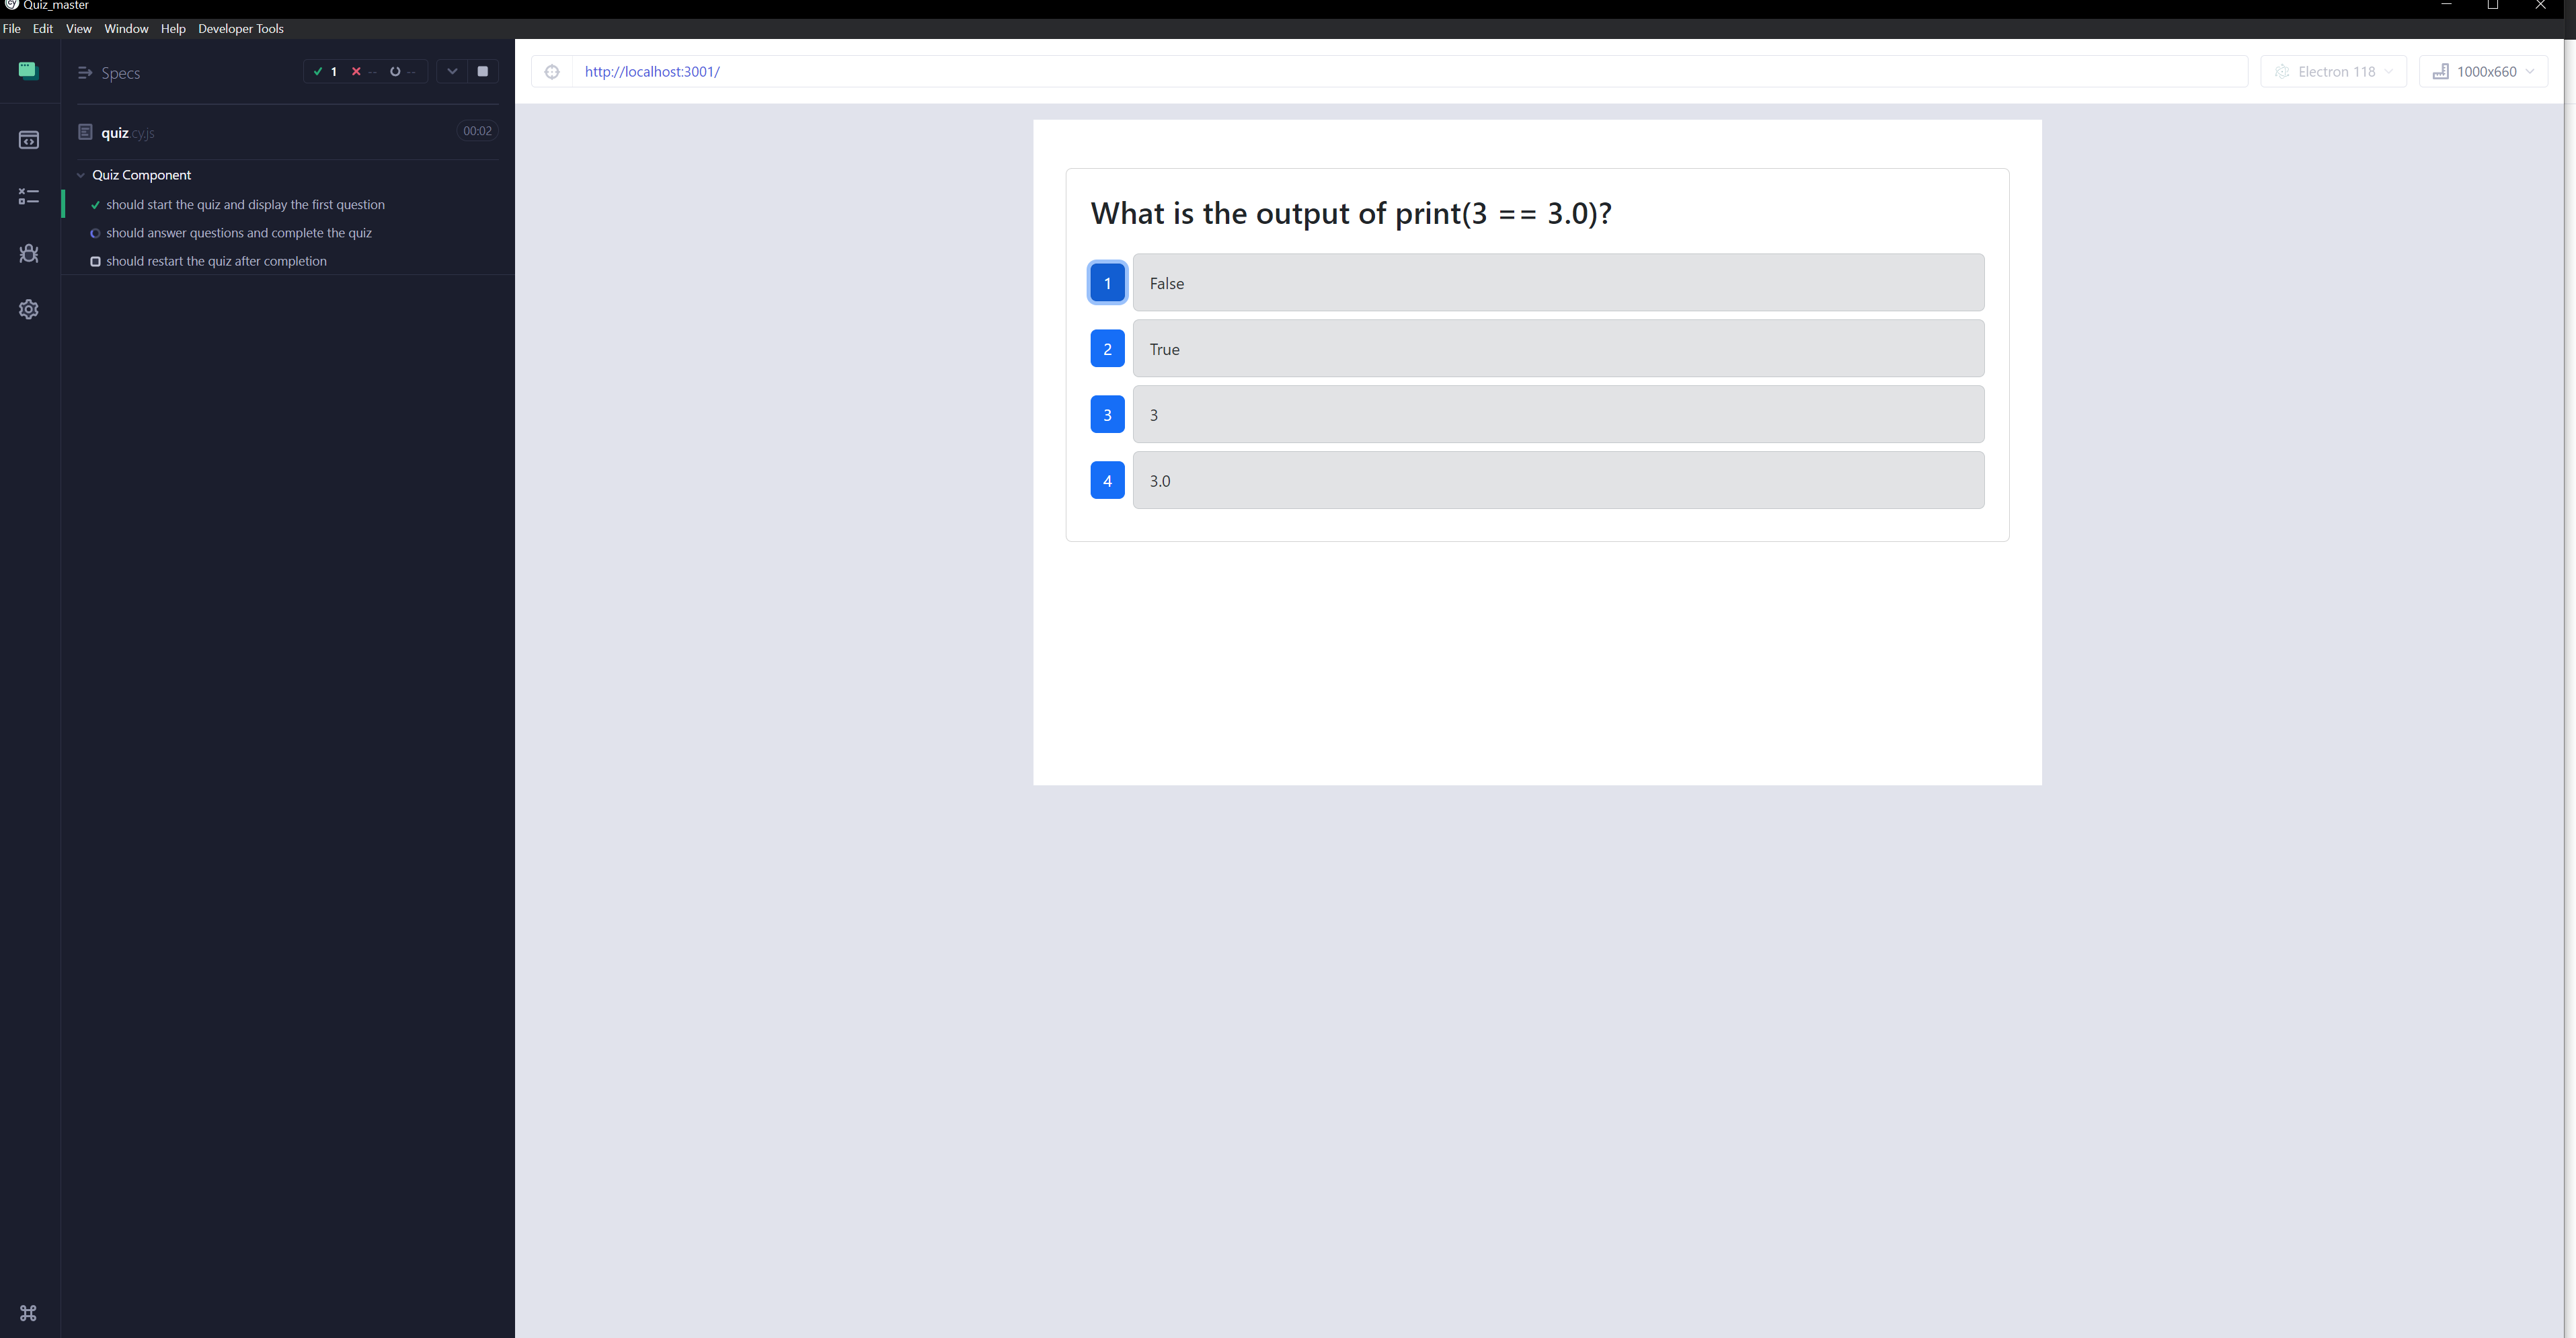 Quiz_master
File Edit View Window Help Developer Tools
Specs
1 -- --
quiz.cy.js
00:02
Quiz Component
should start the quiz and display the first question
should answer questions and complete the quiz
should restart the quiz after completion
http://localhost:3001/
Electron 118
1000x660
What is the output of print(3 == 3.0)?
1 False
2 True
3 3
4 3.0